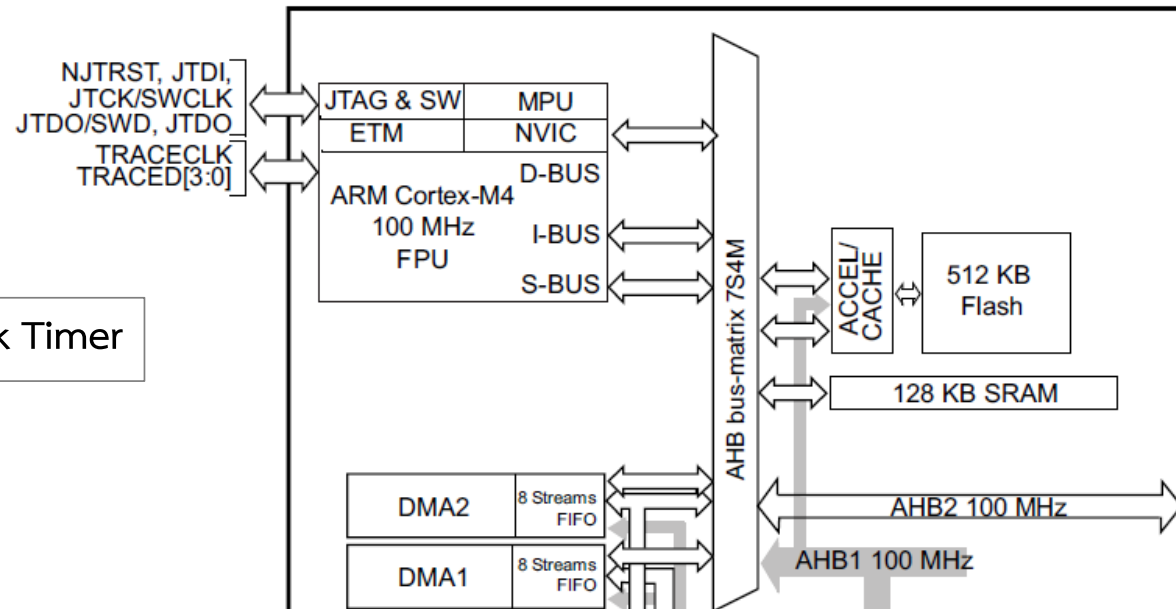 NJTRST, JTDI,
JTCK/SWCLK
JTDO/SWD, JTDO
TRACECLK
TRACED[3:0]
JTAG & SW
MPU
ETM
NVIC
D-BUS
ARM Cortex-M4
100 MHz
FPU
I-BUS
S-BUS
k Timer
AHB bus-matrix 7S4M
ACCEL/
CACHE
512 KB
Flash
128 KB SRAM
DMA2
8 Streams
FIFO
AHB2 100 MHz
DMA1
8 Streams
FIFO
AHB1 100 MHz